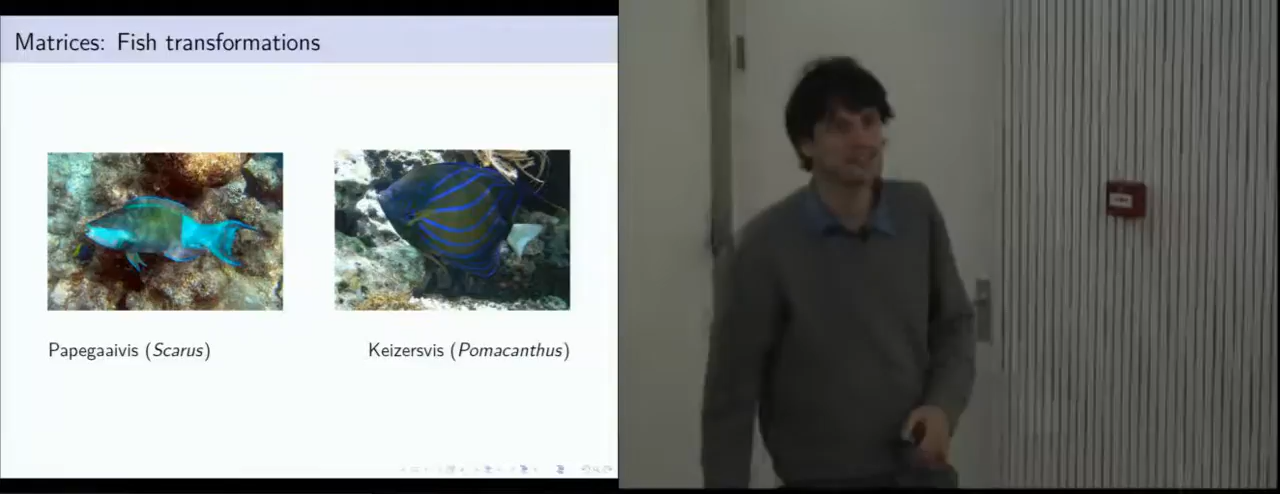 Matrices: Fish transformations
Papegaaivis (Scarus)
Keizersvis (Pomacanthus)